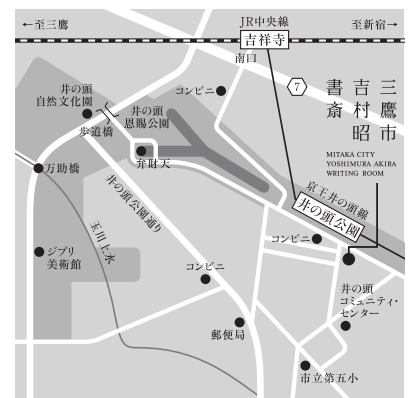 ←至三鷹
JR中央線
至新宿→
吉祥寺
南口
7
三鷹市
吉村昭
書斎
MITAKA CITY
YOSHIMURA AKIRA
WRITING ROOM
井の頭
自然文化園
井の頭
恩賜公園
コンビニ
歩道橋
弁財天
万助橋
井の頭公園通り
玉川上水
京王井の頭線
井の頭公園
コンビニ
ジブリ
美術館
コンビニ
井の頭
コミュニティ・
センター
郵便局
市立第五小